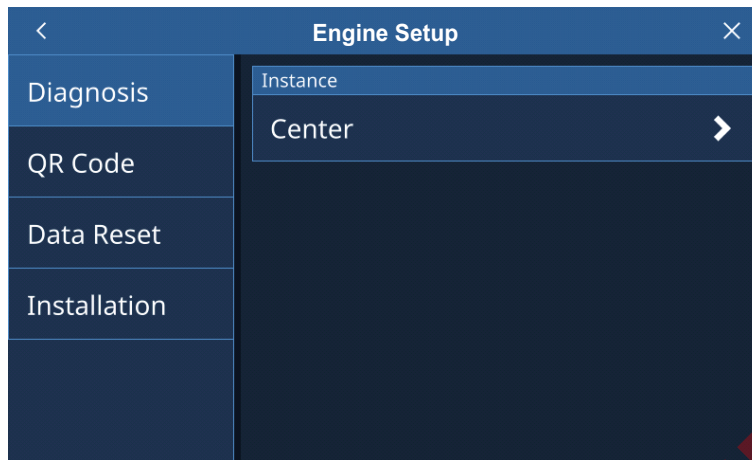 Engine Setup
Diagnosis
QR Code
Data Reset
Installation
Instance
Center